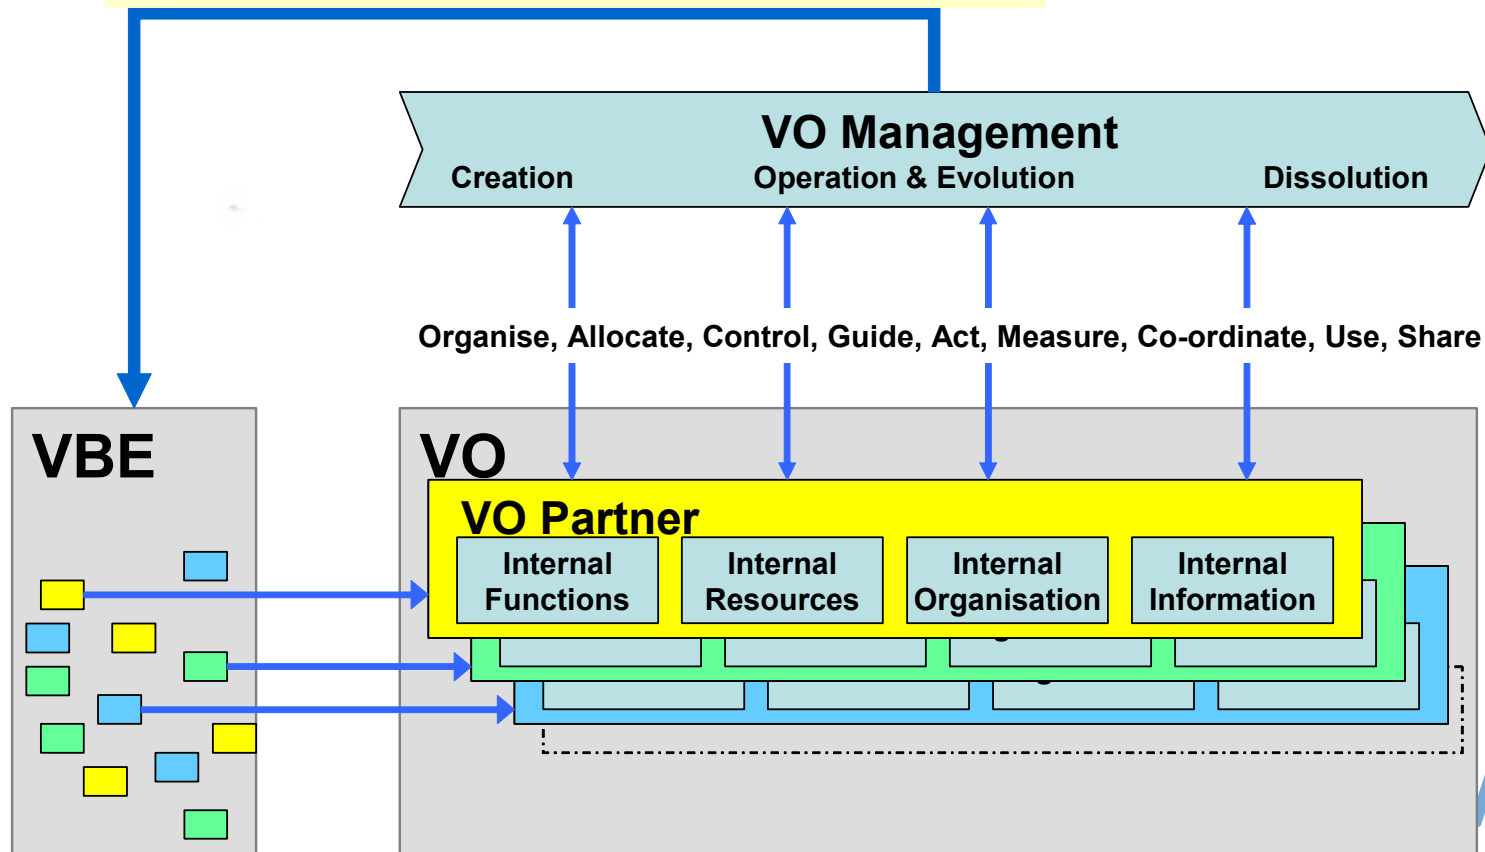 VO Management
Creation Operation & Evolution Dissolution
Organise, Allocate, Control, Guide, Act, Measure, Co-ordinate, Use, Share
VBE
VO
VO Partner
Internal Functions
Internal Resources
Internal Organisation
Internal Information